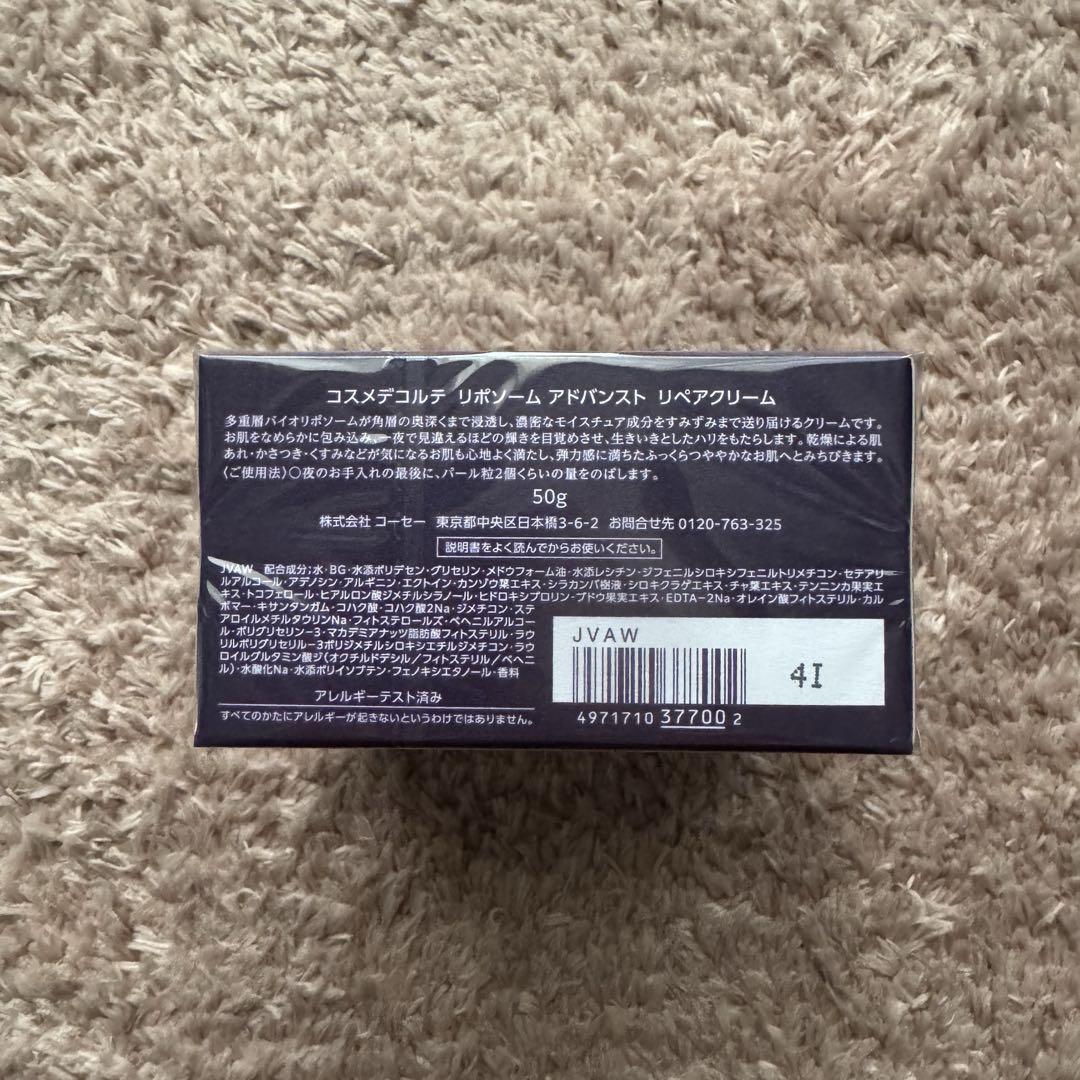 コスメデコルテ リポソーム アドバンスト リペアクリーム
多重層バイオリポソームが角層の奥深くまで浸透し、濃密なモイスチュア成分をすみずみまで送り届けるクリームです。
お肌をなめらかに包み込み、一夜で見違えるほどの輝きを目覚めさせ、生きいきとしたハリをもたらします。乾燥による肌
あれ・かさつき・くすみなどが気になるお肌も心地よく満たし、弾力感に満ちたふっくらつややかなお肌へとみちびきます。
〈ご使用法〉○夜のお手入れの最後に、パール粒2個くらいの量をのばします。
50g
株式会社 コーセー 東京都中央区日本橋3-6-2 お問合せ先 0120-763-325
説明書をよく読んでからお使いください。
JVAW 配合成分;水・BG・水添ポリデセン・グリセリン・メドウフォーム油・水添レシチン・ジフェニルシロキシフェニルトリメチコン・セテアリ
ルアルコール・アデノシン・アルギニン・エクトイン・カンゾウ葉エキス・シラカンバ樹液・シロキクラゲエキス・チャ葉エキス・テンニンカ果実エ
キス・トコフェロール・ヒアルロン酸ジメチルシラノール・ヒドロキシプロリン・ブドウ果実エキス・EDTA-2Na・オレイン酸フィトステリル・カル
ボマー・キサンタンガム・コハク酸・コハク酸2Na・ジメチコン・ステ
アロイルメチルタウリンNa・フィトステロールズ・ベヘニルアルコー
ル・ポリグリセリン-3・マカデミアナッツ脂肪酸フィトステリル・ラウ
リルポリグリセリル-3ポリジメチルシロキシエチルジメチコン・ラウ
ロイルグルタミン酸ジ(オクチルドデシル/フィトステリル/ベヘニ
ル)・水酸化Na・水添ポリイソブテン・フェノキシエタノール・香料
アレルギーテスト済み
すべてのかたにアレルギーが起きないというわけではありません。
JVAW
4I
4971710 37700 2